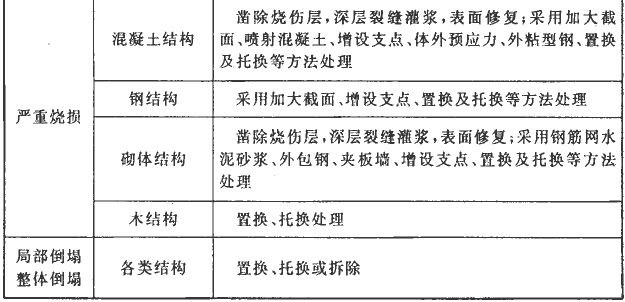 严重烧损
混凝土结构
凿除烧伤层,深层裂缝灌浆,表面修复;采用加大截
面、喷射混凝土、增设支点、体外预应力、外粘型钢、置换
及托换等方法处理
钢结构
采用加大截面、增设支点、置换及托换等方法处理
砌体结构
凿除烧伤层,深层裂缝灌浆,表面修复;采用钢筋网水
泥砂浆、外包钢、夹板墙、增设支点、置换及托换等方法
处理
木结构
置换、托换处理
局部倒塌
整体倒塌
各类结构
置换、托换或拆除